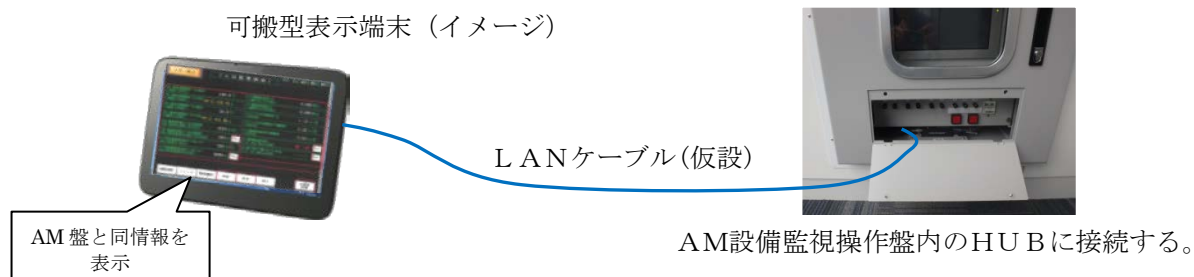 可搬型表示端末（イメージ）
ＬＡＮケーブル(仮設)
AM 盤と同情報を
表示
ＡＭ設備監視操作盤内のＨＵＢに接続する。